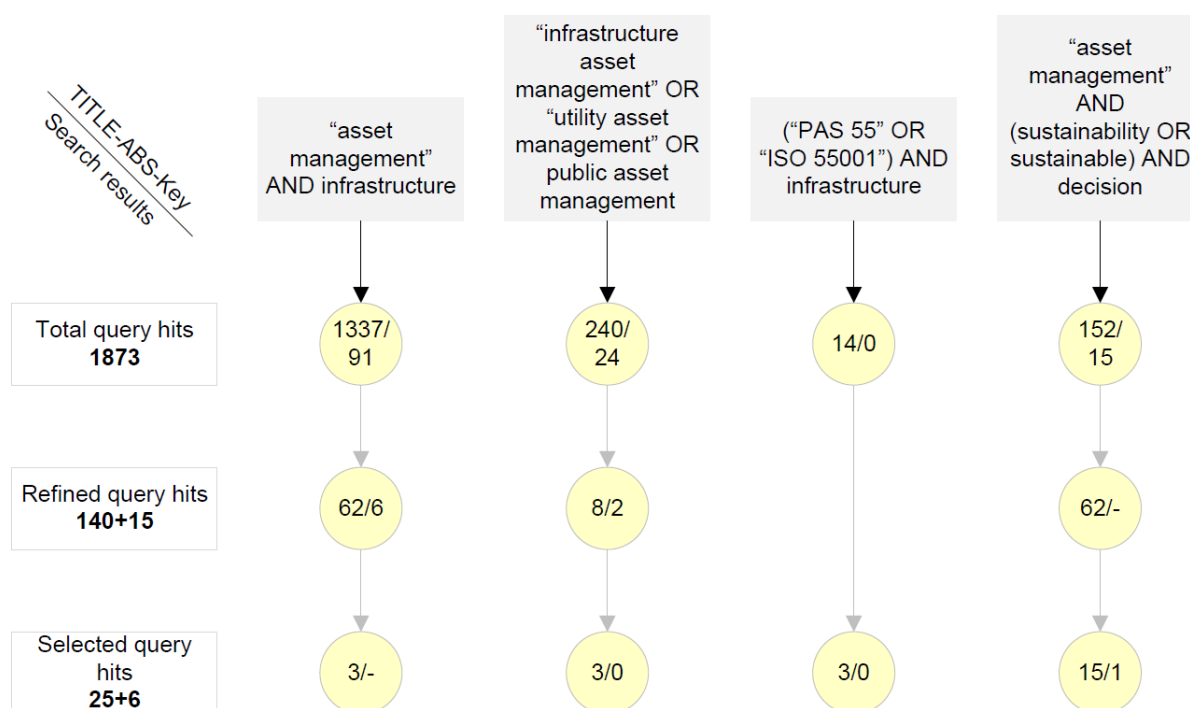 TITLE-ABS-Key
Search results
“asset
management”
AND infrastructure
“infrastructure
asset
management” OR
“utility asset
management” OR
public asset
management
(“PAS 55” OR
“ISO 55001”) AND
infrastructure
“asset
management”
AND
(sustainability OR
sustainable) AND
decision
Total query hits
1873
1337/
91
240/
24
14/0
152/
15
Refined query hits
140+15
62/6
8/2
62/-
Selected query
hits
25+6
3/-
3/0
3/0
15/1